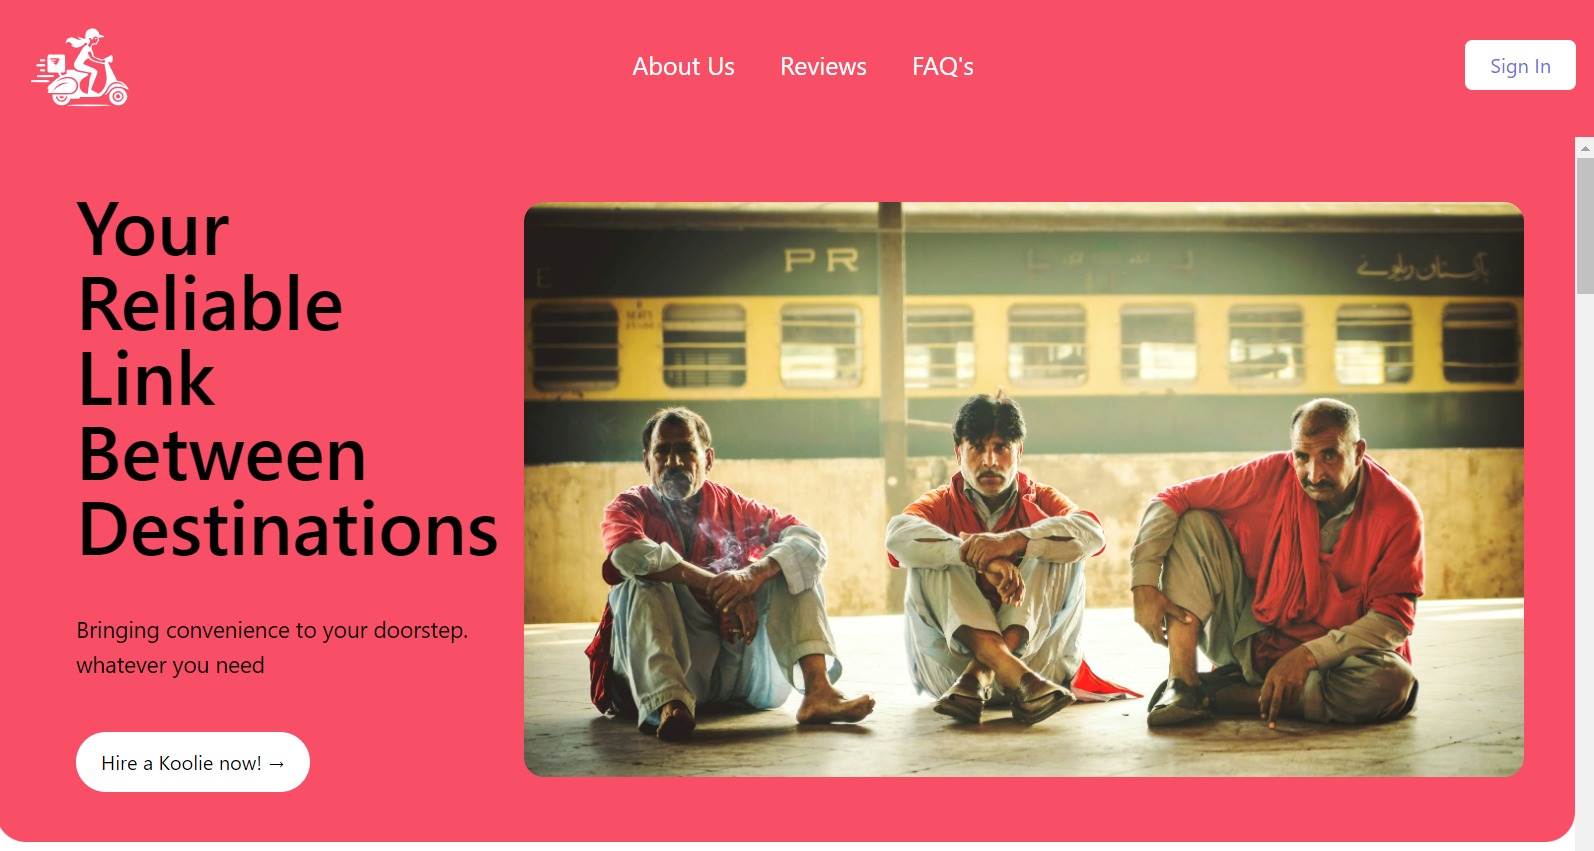 About Us Reviews FAQ's
Sign In
Your
Reliable
Link
Between
Destinations
PR
پاکستان ریلوے
Bringing convenience to your doorstep.
whatever you need
Hire a Koolie now! →